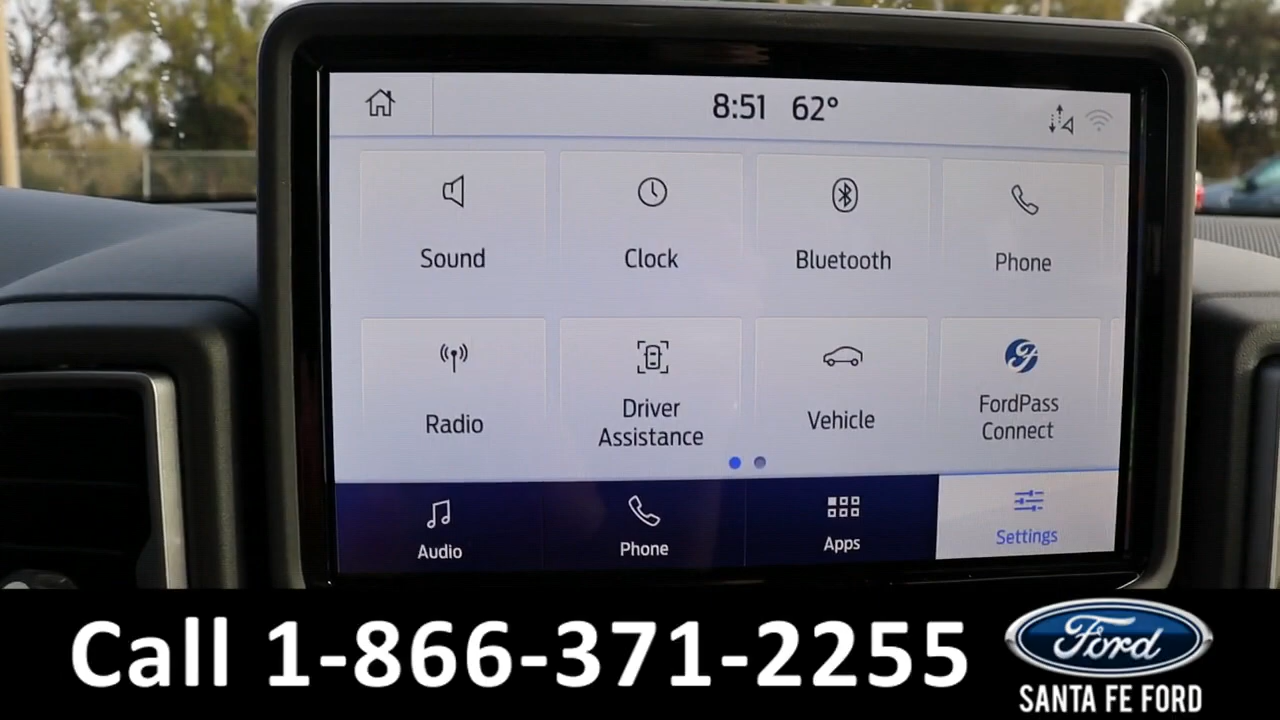 8:51 62°
Sound
Clock
Bluetooth
Phone
Radio
Driver
Assistance
Vehicle
FordPass
Connect
Audio
Phone
Apps
Settings
Call 1-866-371-2255
Ford
SANTA FE FORD